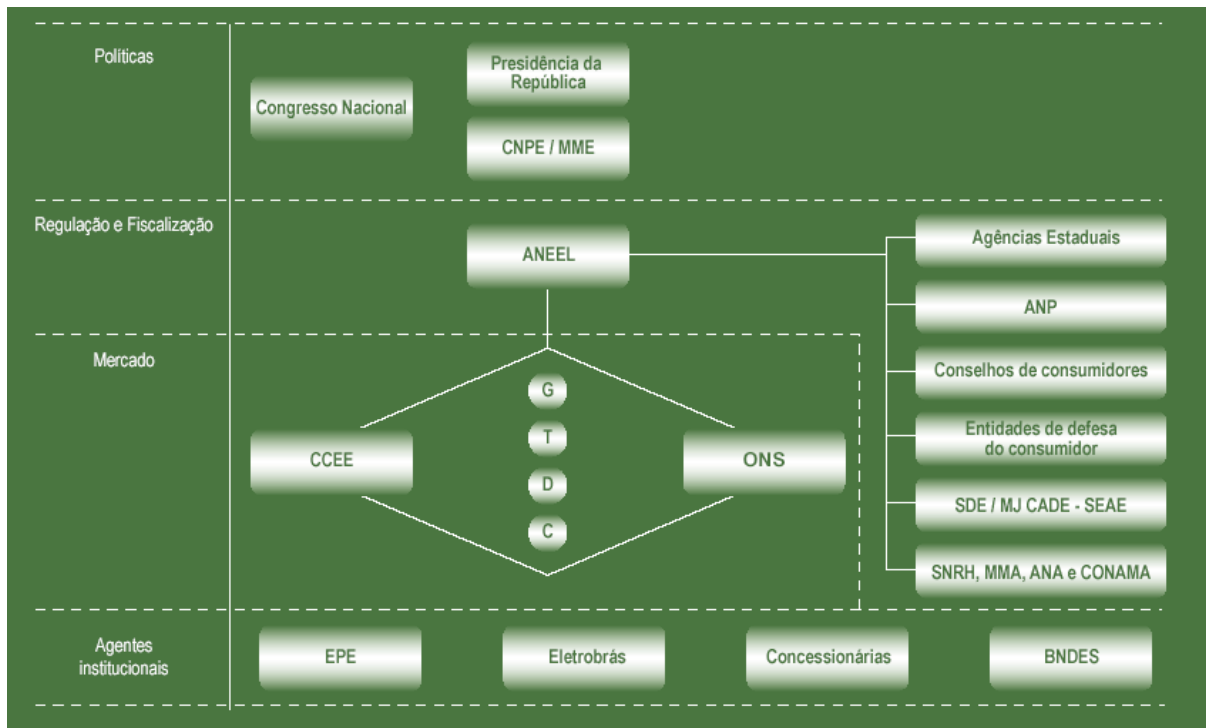 Políticas
Congresso Nacional
Presidência da
República
CNPE / MME
Regulação e Fiscalização
ANEEL
Agências Estaduais
ANP
Conselhos de consumidores
Entidades de defesa
do consumidor
SDE / MJ CADE - SEAE
SNRH, MMA, ANA e CONAMA
Mercado
G
T
D
C
CCEE
ONS
Agentes
institucionais
EPE
Eletrobrás
Concessionárias
BNDES